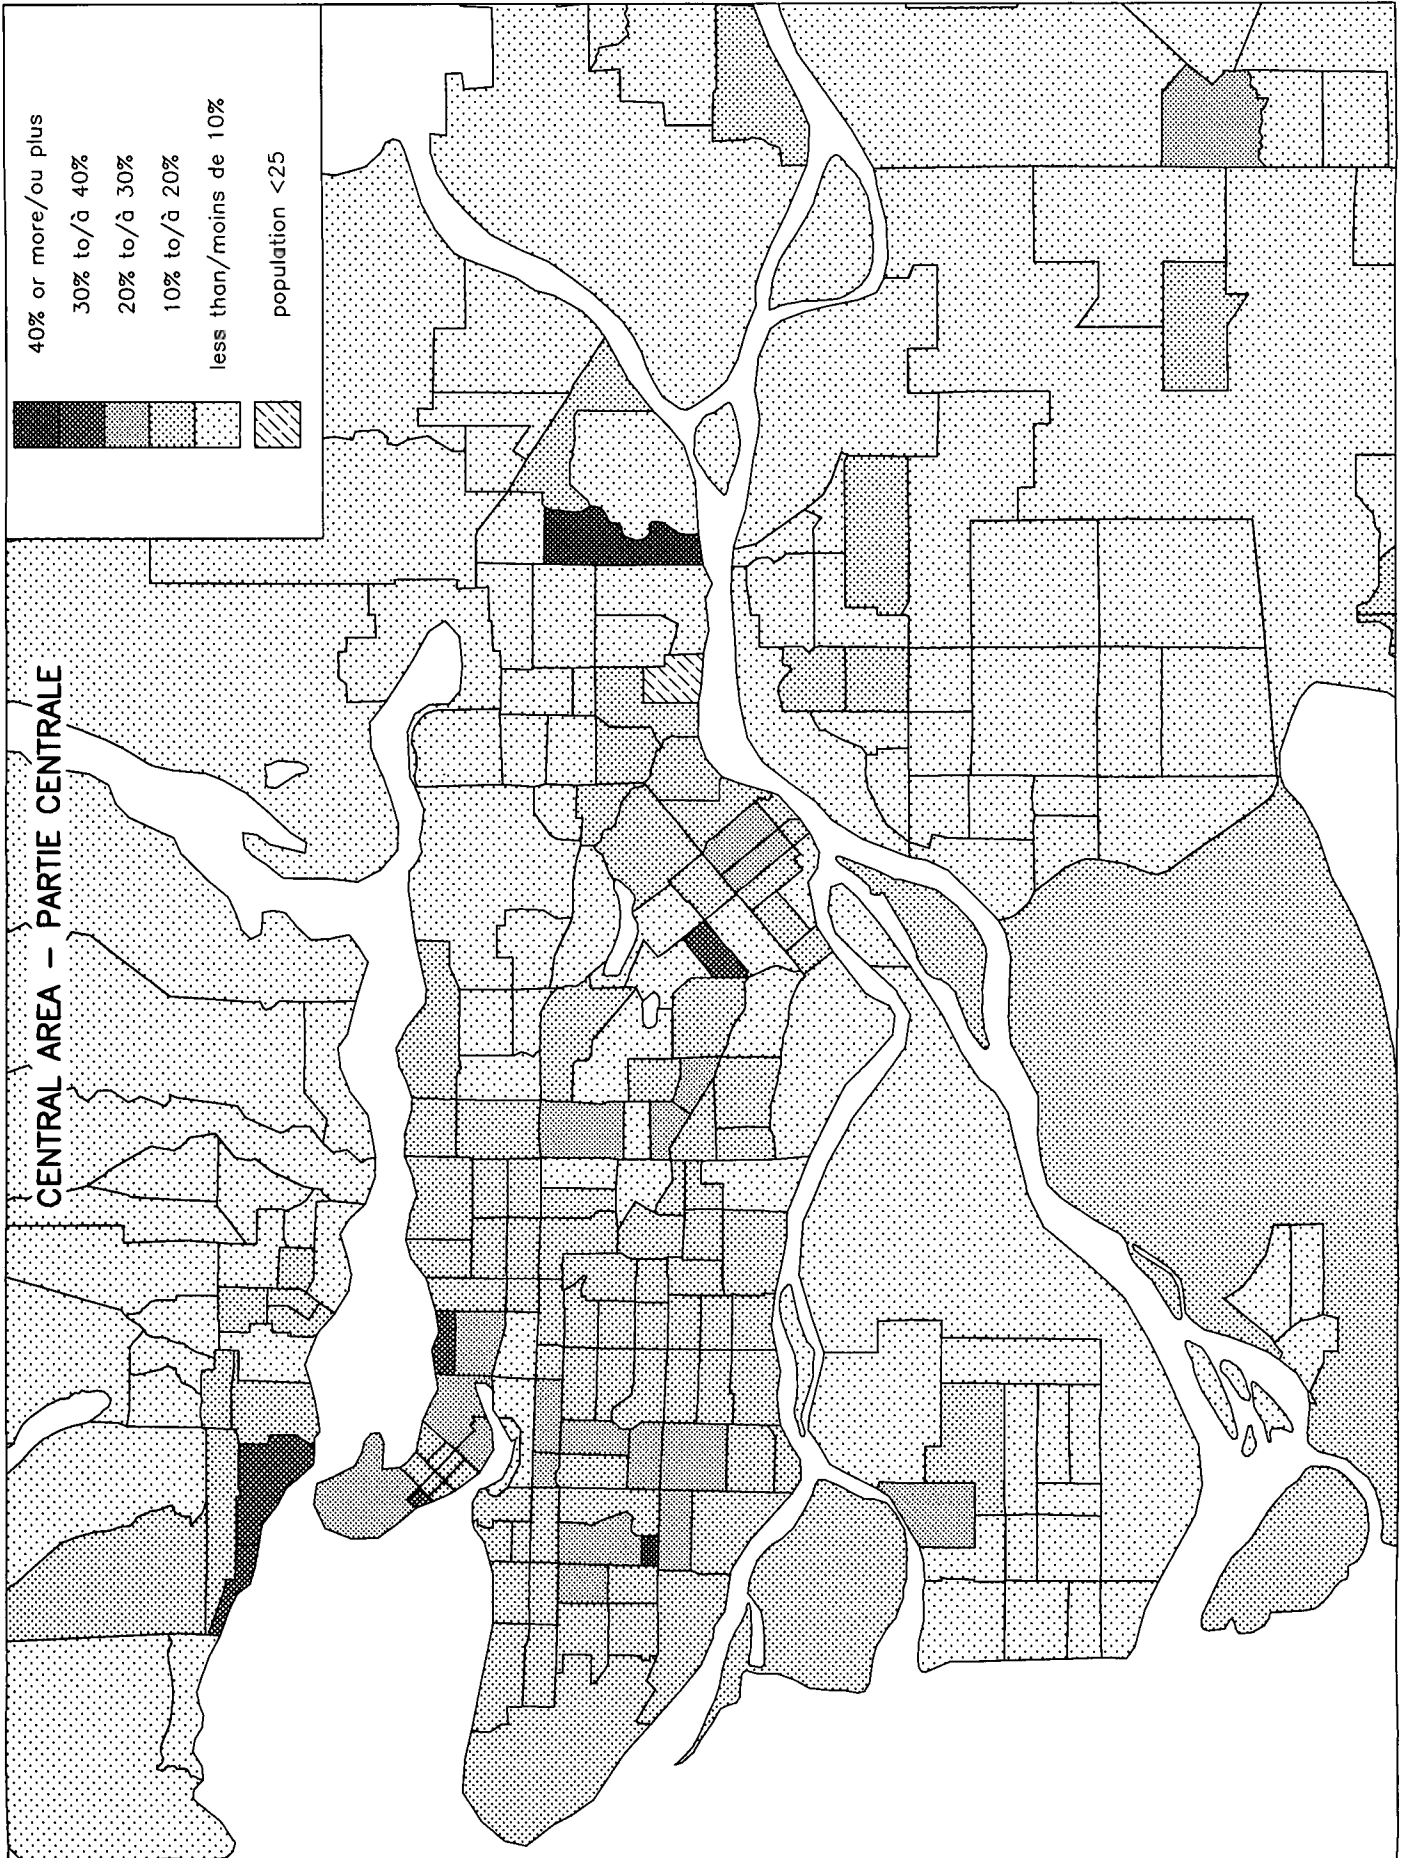 CENTRAL AREA – PARTIE CENTRALE
40% or more/ou plus
30% to/à 40%
20% to/à 30%
10% to/à 20%
less than/moins de 10%
population <25